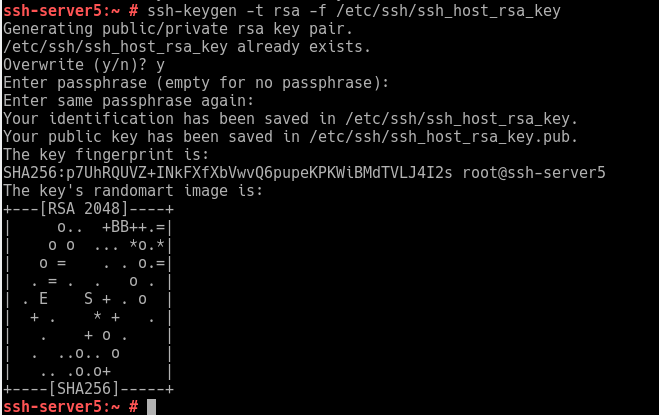 ssh-server5:~ # ssh-keygen -t rsa -f /etc/ssh/ssh_host_rsa_key
Generating public/private rsa key pair.
/etc/ssh/ssh_host_rsa_key already exists.
Overwrite (y/n)? y
Enter passphrase (empty for no passphrase):
Enter same passphrase again:
Your identification has been saved in /etc/ssh/ssh_host_rsa_key.
Your public key has been saved in /etc/ssh/ssh_host_rsa_key.pub.
The key fingerprint is:
SHA256:p7UhRQUVZ+INkFXfXbVwvQ6pupeKPKWiBMdTVLJ4I2s root@ssh-server5
The key's randomart image is:
+---[RSA 2048]----+
|     o..  +BB++.=|
|    o o  ... *o.*|
|   o =    . . o.=|
|  . = .  .   o . |
| . E    S + . o  |
|  + .    * +   . |
|   .    + o .    |
|  .  ..o.. o     |
|   .. .o.o+      |
+----[SHA256]-----+
ssh-server5:~ #